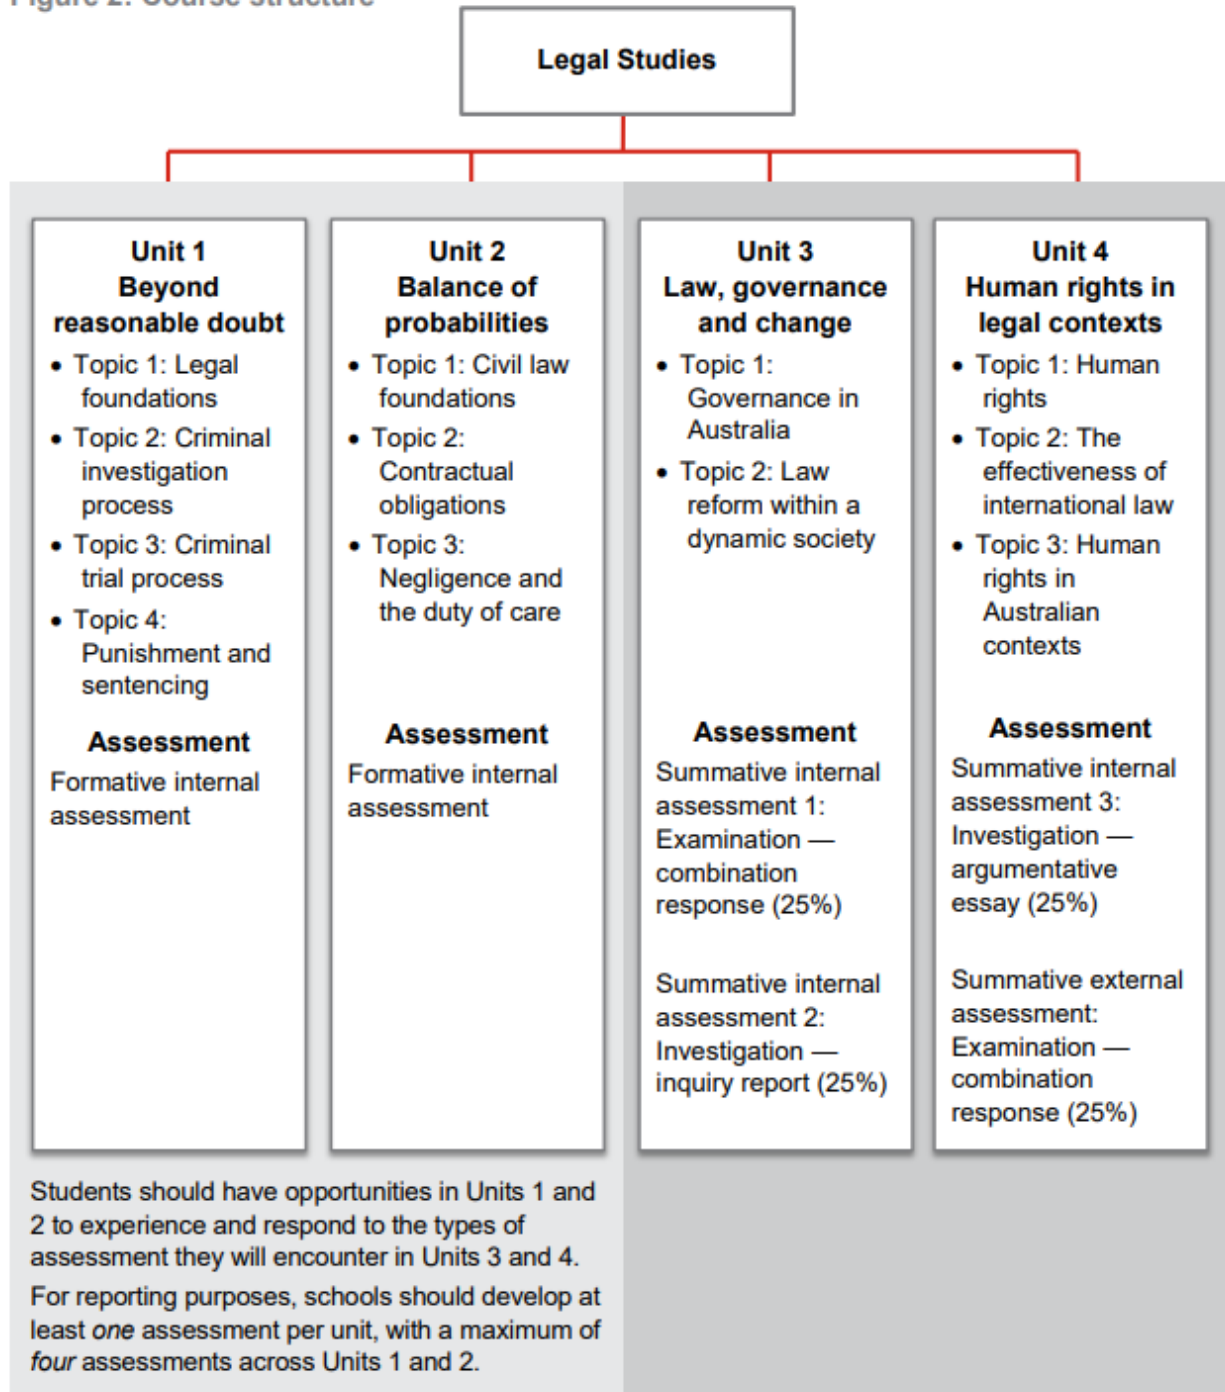 Figure 2: Course structure
Legal Studies
Unit 1
Beyond
reasonable doubt
• Topic 1: Legal
foundations
• Topic 2: Criminal
investigation
process
• Topic 3: Criminal
trial process
• Topic 4:
Punishment and
sentencing
Assessment
Formative internal
assessment
Unit 2
Balance of
probabilities
• Topic 1: Civil law
foundations
• Topic 2:
Contractual
obligations
• Topic 3:
Negligence and
the duty of care
Assessment
Formative internal
assessment
Unit 3
Law, governance
and change
• Topic 1:
Governance in
Australia
• Topic 2: Law
reform within a
dynamic society
Assessment
Summative internal
assessment 1:
Examination —
combination
response (25%)
Summative internal
assessment 2:
Investigation —
inquiry report (25%)
Unit 4
Human rights in
legal contexts
• Topic 1: Human
rights
• Topic 2: The
effectiveness of
international law
• Topic 3: Human
rights in
Australian
contexts
Assessment
Summative internal
assessment 3:
Investigation —
argumentative
essay (25%)
Summative external
assessment:
Examination —
combination
response (25%)
Students should have opportunities in Units 1 and
2 to experience and respond to the types of
assessment they will encounter in Units 3 and 4.
For reporting purposes, schools should develop at
least one assessment per unit, with a maximum of
four assessments across Units 1 and 2.